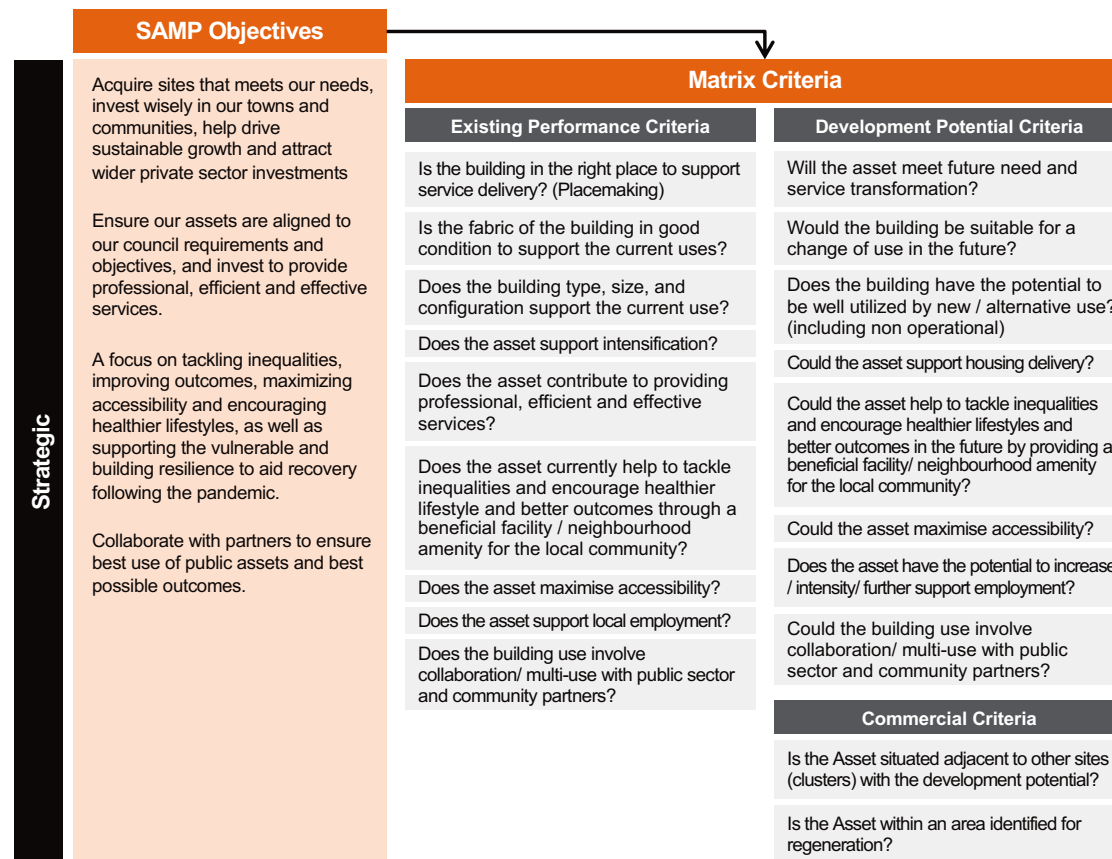 SAMP Objectives
Strategic
Acquire sites that meets our needs,
invest wisely in our towns and
communities, help drive
sustainable growth and attract
wider private sector investments
Ensure our assets are aligned to
our council requirements and
objectives, and invest to provide
professional, efficient and effective
services.
A focus on tackling inequalities,
improving outcomes, maximizing
accessibility and encouraging
healthier lifestyles, as well as
supporting the vulnerable and
building resilience to aid recovery
following the pandemic.
Collaborate with partners to ensure
best use of public assets and best
possible outcomes.
Matrix Criteria
Existing Performance Criteria
Is the building in the right place to support
service delivery? (Placemaking)
Is the fabric of the building in good
condition to support the current uses?
Does the building type, size, and
configuration support the current use?
Does the asset support intensification?
Does the asset contribute to providing
professional, efficient and effective
services?
Does the asset currently help to tackle
inequalities and encourage healthier
lifestyle and better outcomes through a
beneficial facility / neighbourhood
amenity for the local community?
Does the asset maximise accessibility?
Does the asset support local employment?
Does the building use involve
collaboration/ multi-use with public sector
and community partners?
Development Potential Criteria
Will the asset meet future need and
service transformation?
Would the building be suitable for a
change of use in the future?
Does the building have the potential to
be well utilized by new / alternative use?
(including non operational)
Could the asset support housing delivery?
Could the asset help to tackle inequalities
and encourage healthier lifestyles and
better outcomes in the future by providing a
beneficial facility/ neighbourhood amenity
for the local community?
Could the asset maximise accessibility?
Does the asset have the potential to increase
/ intensity/ further support employment?
Could the building use involve
collaboration/ multi-use with public
sector and community partners?
Commercial Criteria
Is the Asset situated adjacent to other sites
(clusters) with the development potential?
Is the Asset within an area identified for
regeneration?